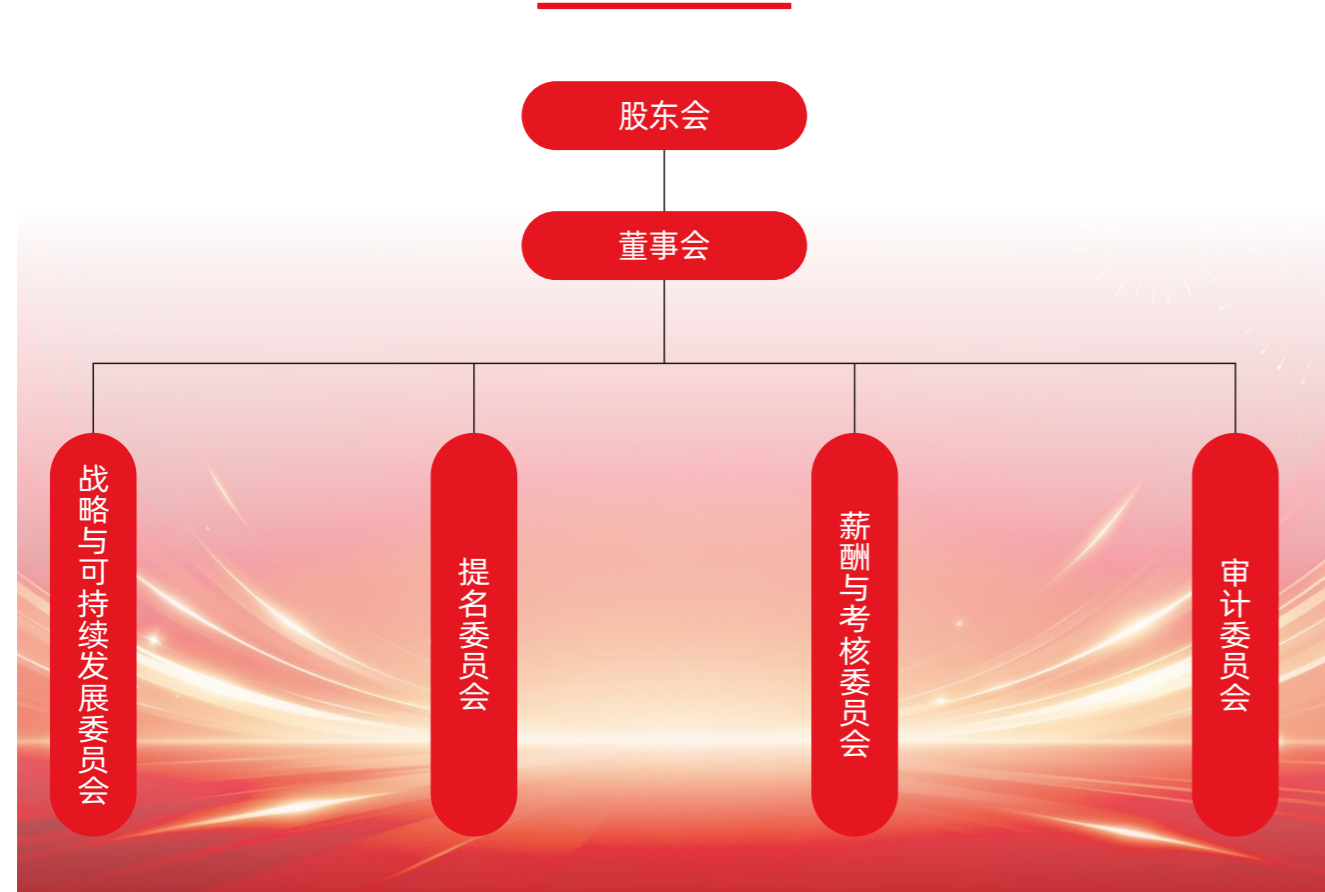 股东会
董事会
战略与可持续发展委员会
提名委员会
薪酬与考核委员会
审计委员会